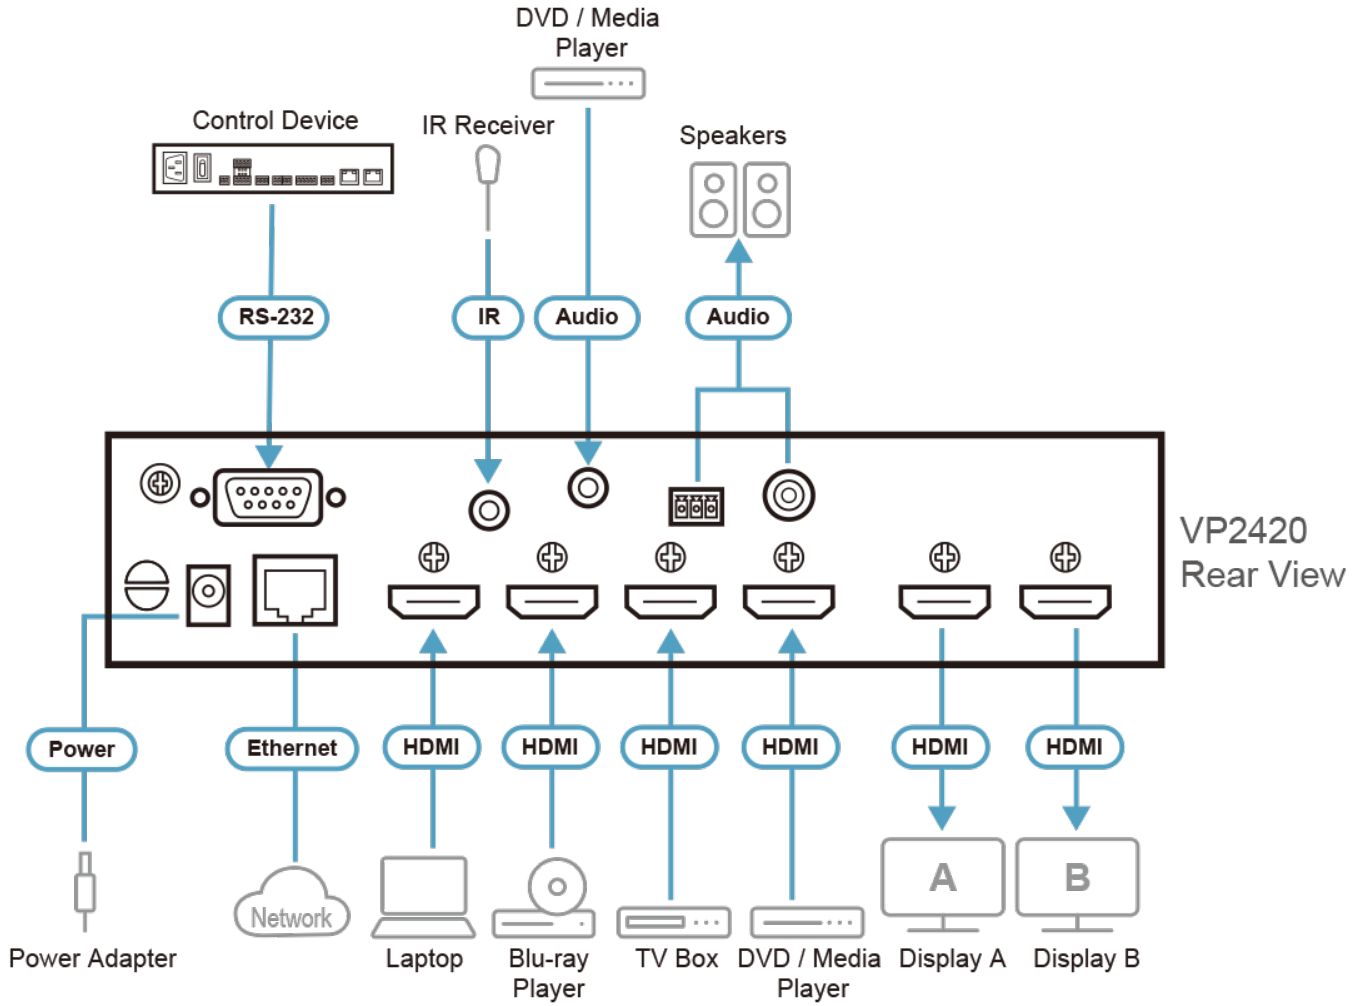 DVD / Media
Player
Control Device
IR Receiver
Speakers
RS-232
IR
Audio
Audio
VP2420
Rear View
Power
Ethernet
HDMI
HDMI
HDMI
HDMI
HDMI
HDMI
A
B
Network
Power Adapter
Laptop
Blu-ray
Player
TV Box
DVD / Media
Player
Display A
Display B